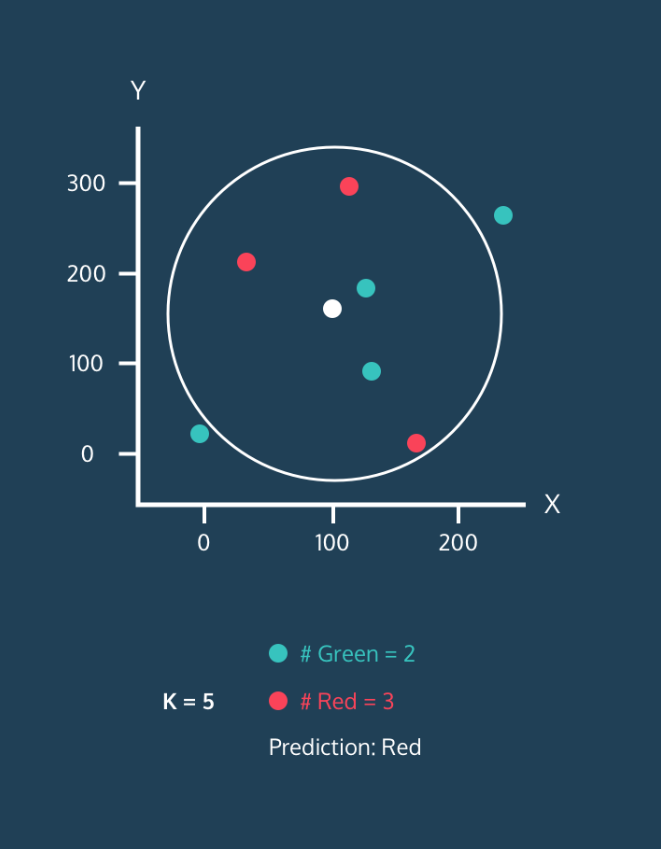 Y
300
200
100
0
X
0 100 200
# Green = 2
K = 5 # Red = 3
Prediction: Red